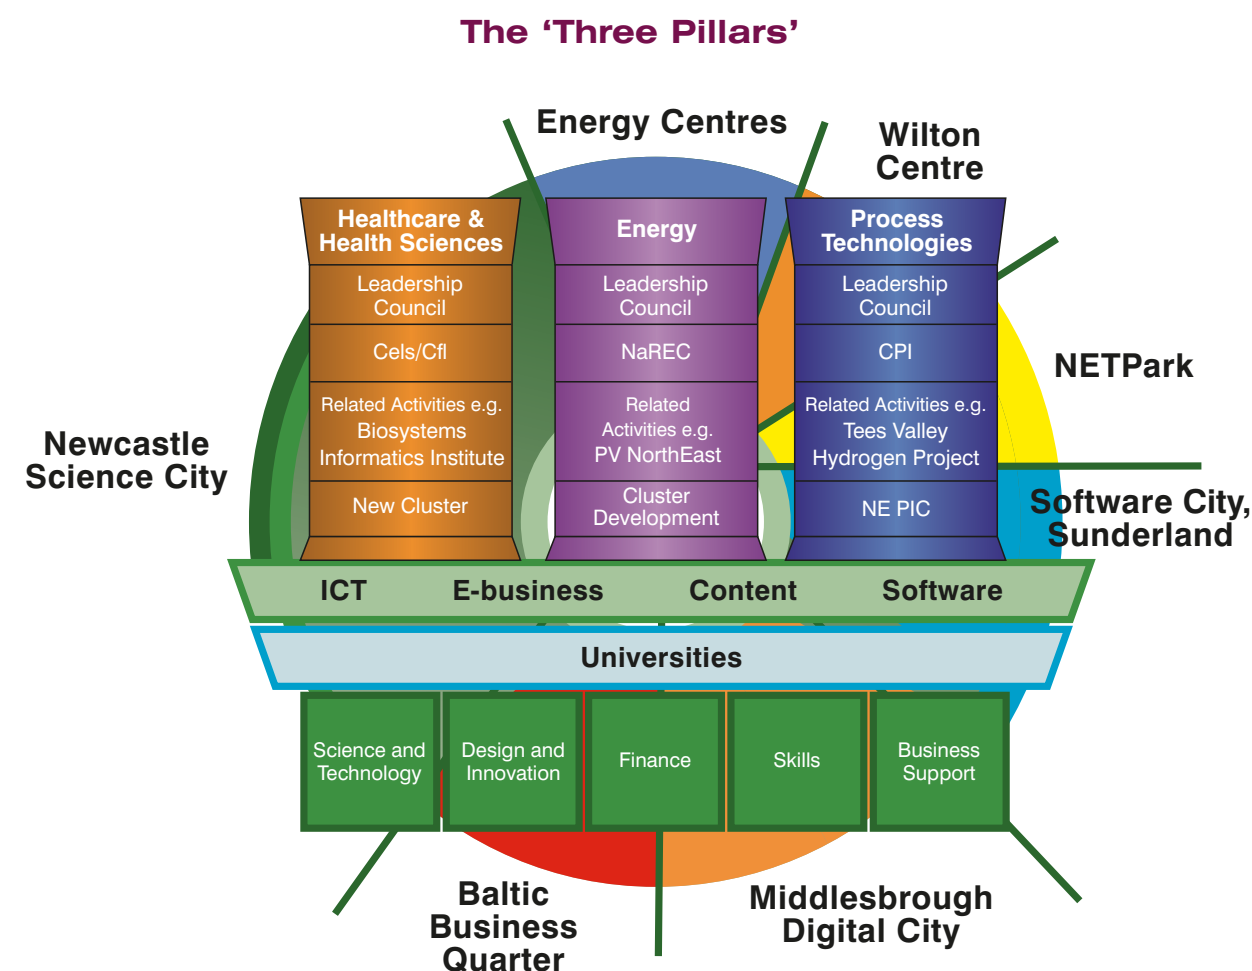 The ‘Three Pillars’
Energy Centres
Wilton
Centre
Healthcare &
Health Sciences
Leadership
Council
Cels/CfI
Related Activities e.g.
Biosystems
Informatics Institute
New Cluster
Energy
Leadership
Council
NaREC
Related
Activities e.g.
PV NorthEast
Cluster
Development
Process
Technologies
Leadership
Council
CPI
Related Activities e.g.
Tees Valley
Hydrogen Project
NE PIC
NETPark
Newcastle
Science City
Software City,
Sunderland
ICT E-business Content Software
Universities
Science and
Technology
Design and
Innovation
Finance
Skills
Business
Support
Baltic
Business
Quarter
Middlesbrough
Digital City